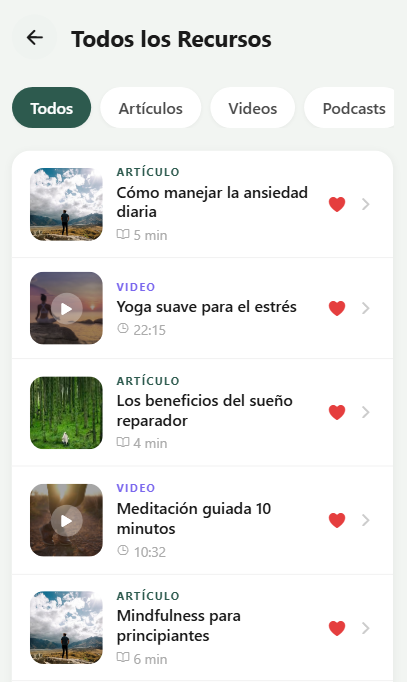 Todos los Recursos
Todos
Artículos
Videos
Podcasts
ARTÍCULO
Cómo manejar la ansiedad
diaria
5 min
VIDEO
Yoga suave para el estrés
22:15
ARTÍCULO
Los beneficios del sueño
reparador
4 min
VIDEO
Meditación guiada 10
minutos
10:32
ARTÍCULO
Mindfulness para
principiantes
6 min